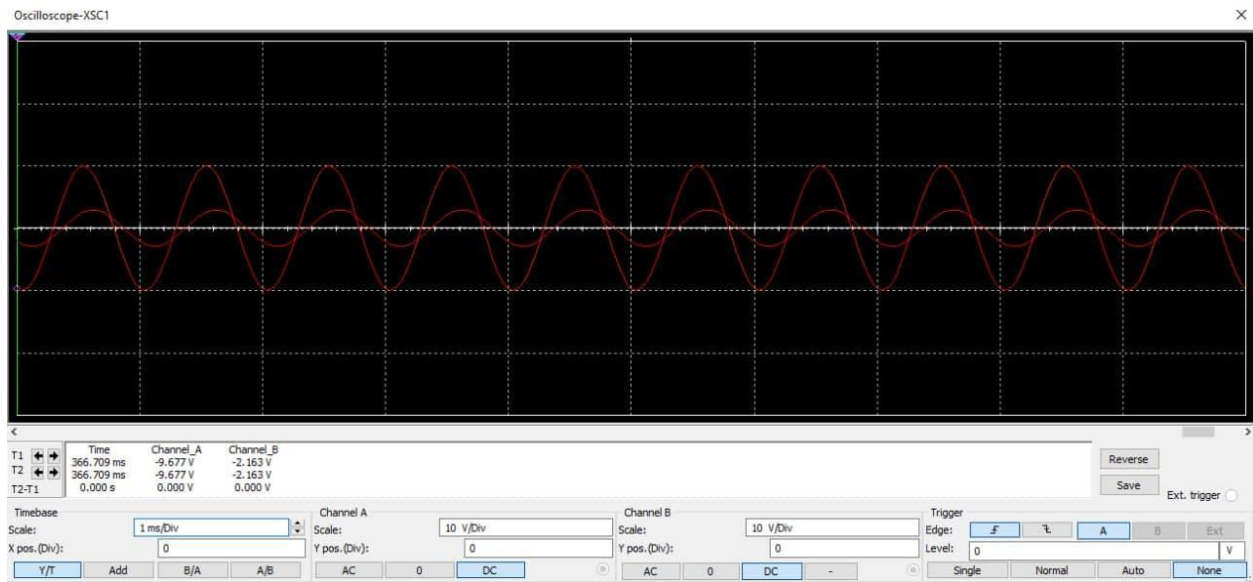 Oscilloscope-XSC1
Time Channel_A Channel_B
T1 366.709 ms -9.677 V -2.163 V
T2 366.709 ms -9.677 V -2.163 V
T2-T1 0.000 s 0.000 V 0.000 V
Reverse
Save
Ext. trigger
Timebase
Scale: 1 ms/Div
X pos.(Div): 0
Y/T Add B/A A/B
Channel A
Scale: 10 V/Div
Y pos.(Div): 0
AC 0 DC
Channel B
Scale: 10 V/Div
Y pos.(Div): 0
AC 0 DC -
Trigger
Edge: A B Ext
Level: 0 V
Single Normal Auto None